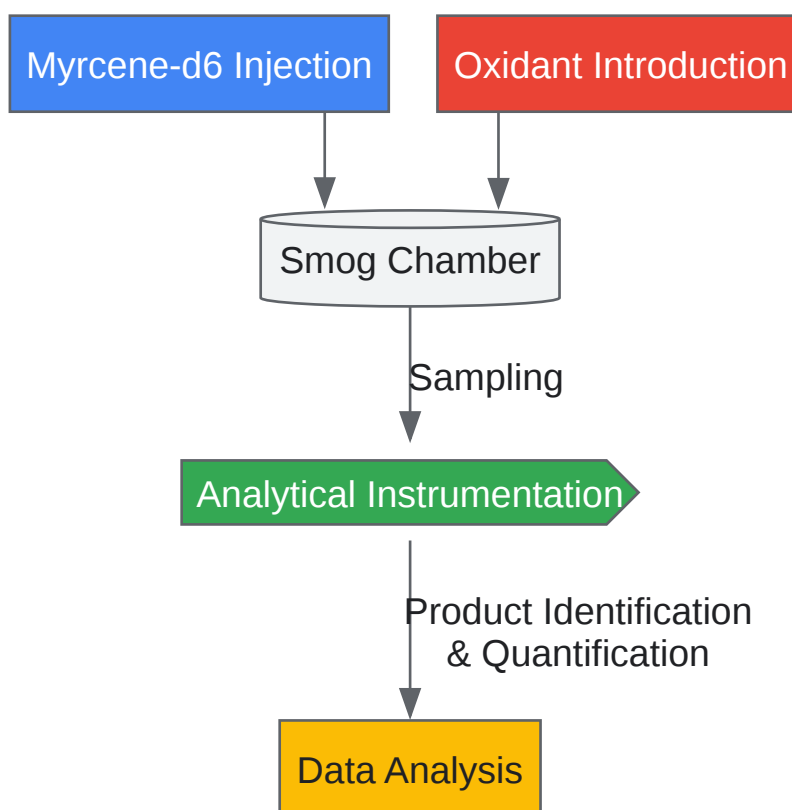 Myrcene-d6 Injection
Oxidant Introduction
Smog Chamber
Sampling
Analytical Instrumentation
Product Identification
& Quantification
Data Analysis